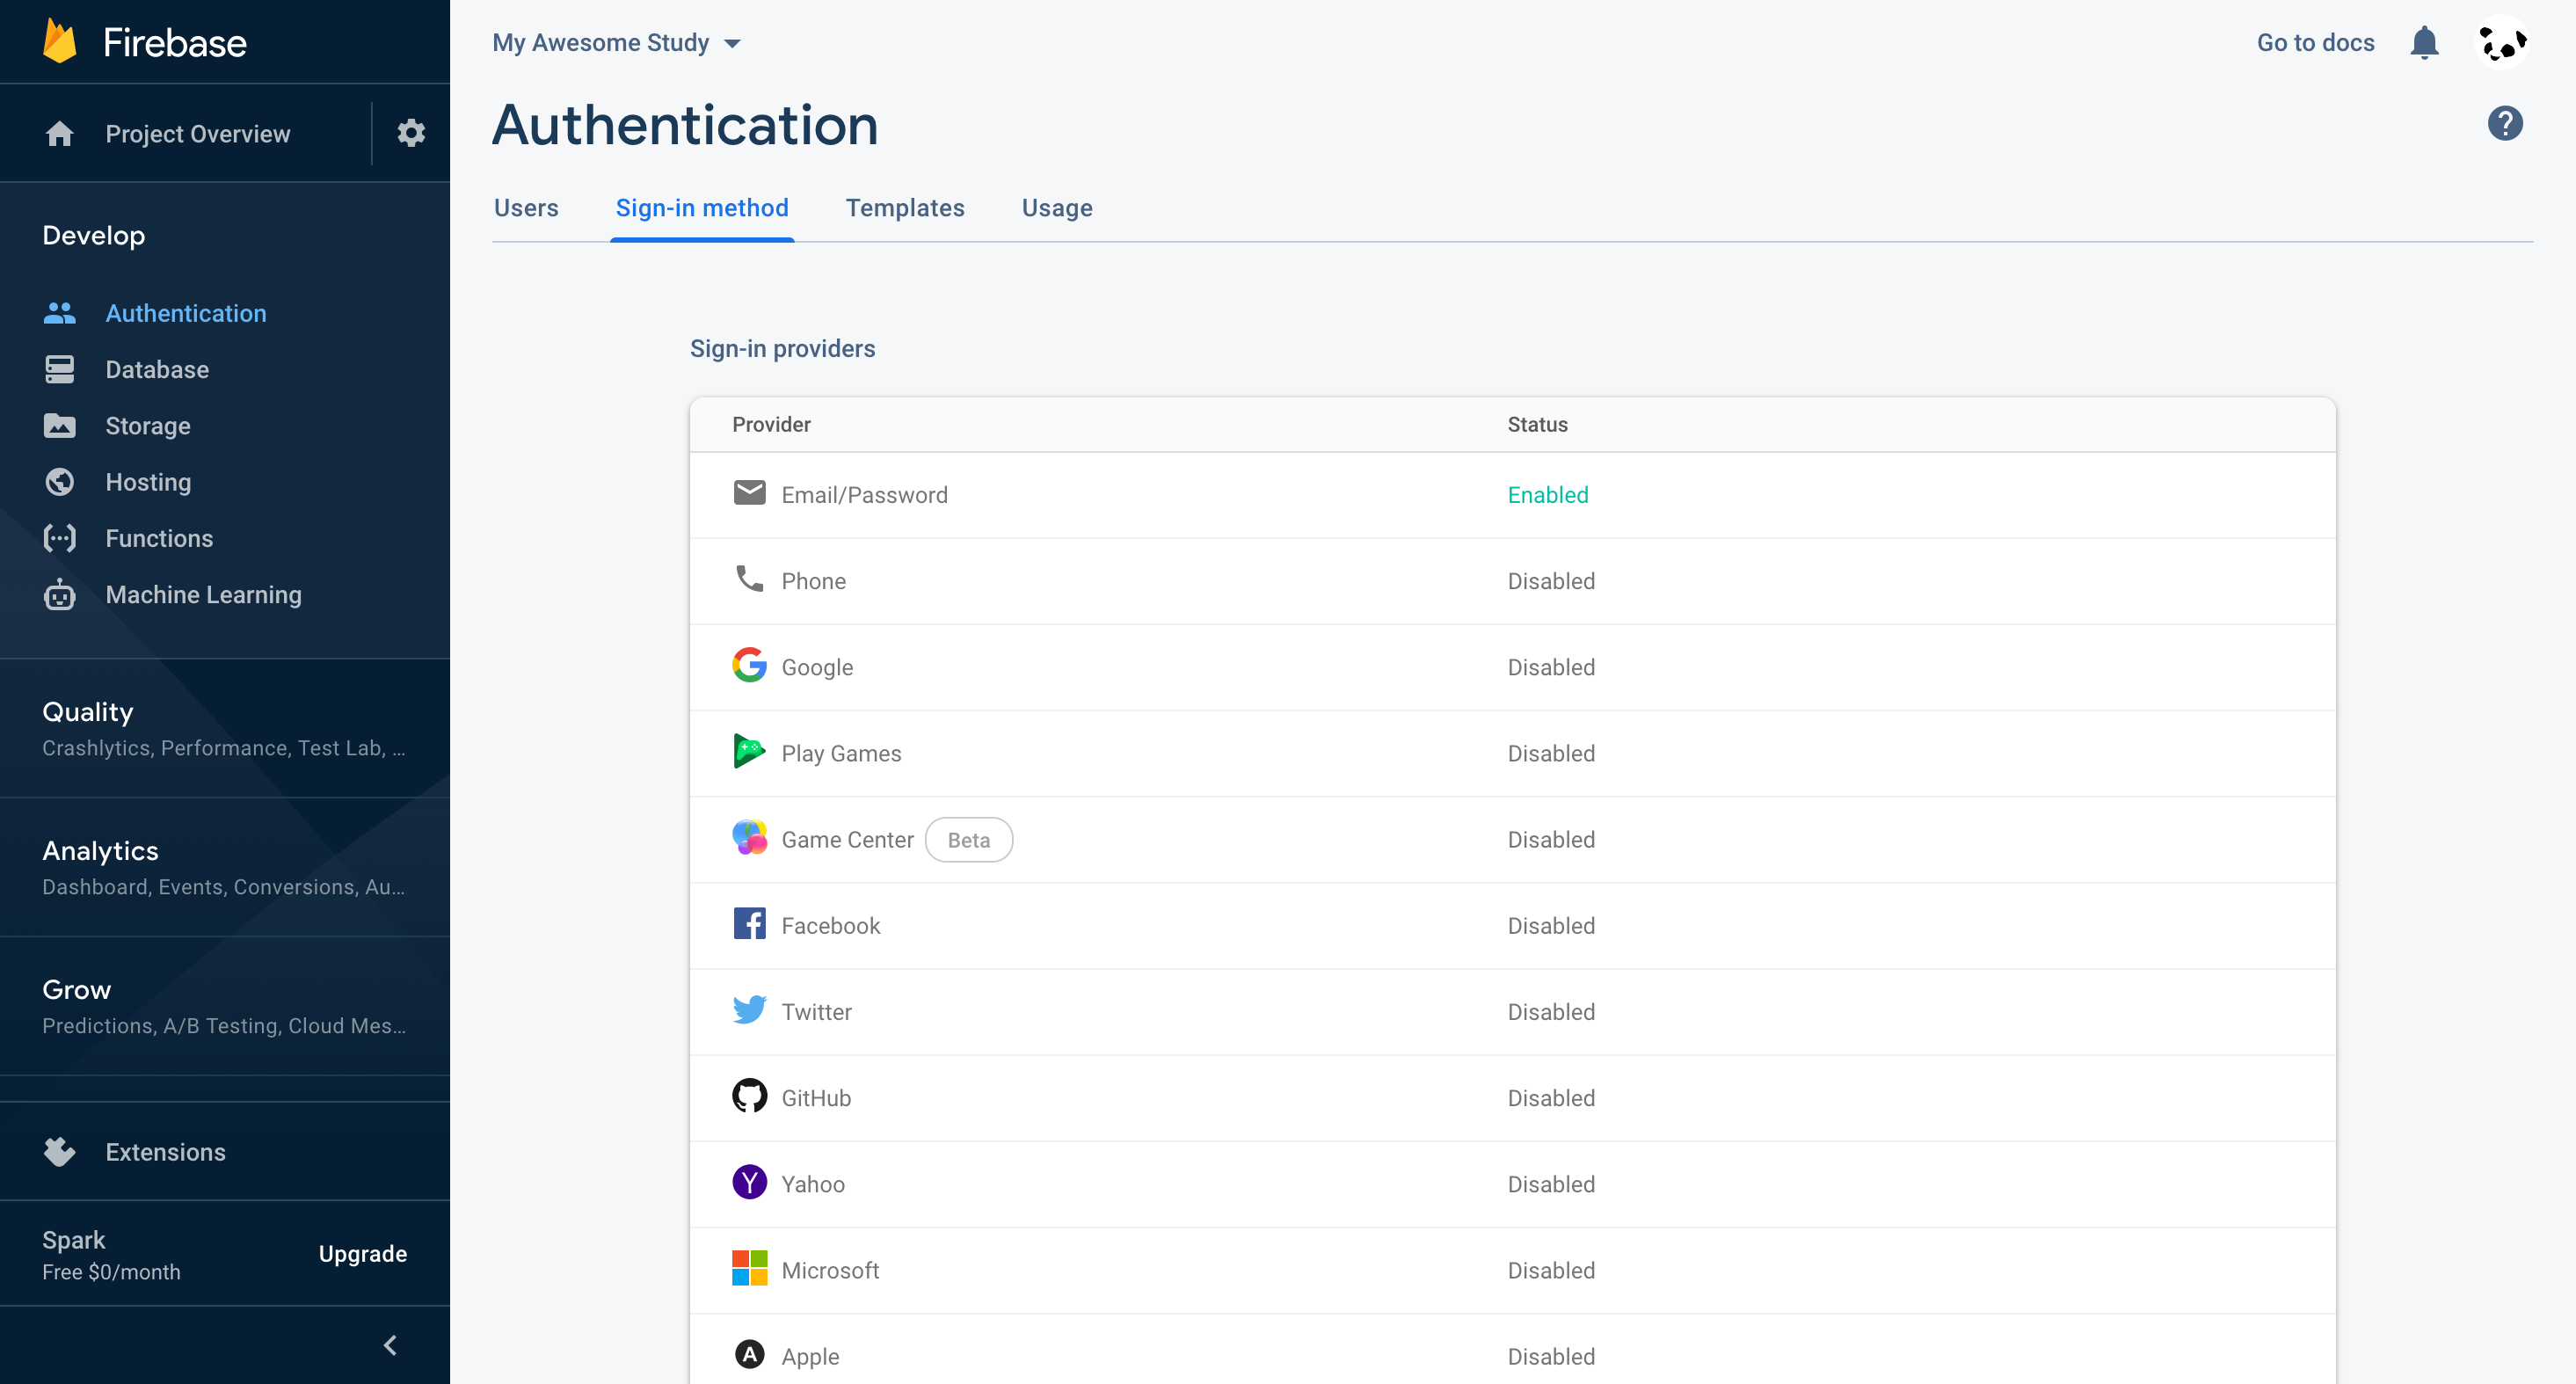 Firebase
Project Overview
Develop
Authentication
Database
Storage
Hosting
Functions
Machine Learning
Quality
Crashlytics, Performance, Test Lab, ...
Analytics
Dashboard, Events, Conversions, Au...
Grow
Predictions, A/B Testing, Cloud Mes...
Extensions
Spark
Free $0/month
Upgrade
My Awesome Study
Go to docs
Authentication
Users Sign-in method Templates Usage
Sign-in providers
Provider Status
Email/Password Enabled
Phone Disabled
Google Disabled
Play Games Disabled
Game Center Beta Disabled
Facebook Disabled
Twitter Disabled
GitHub Disabled
Yahoo Disabled
Microsoft Disabled
Apple Disabled